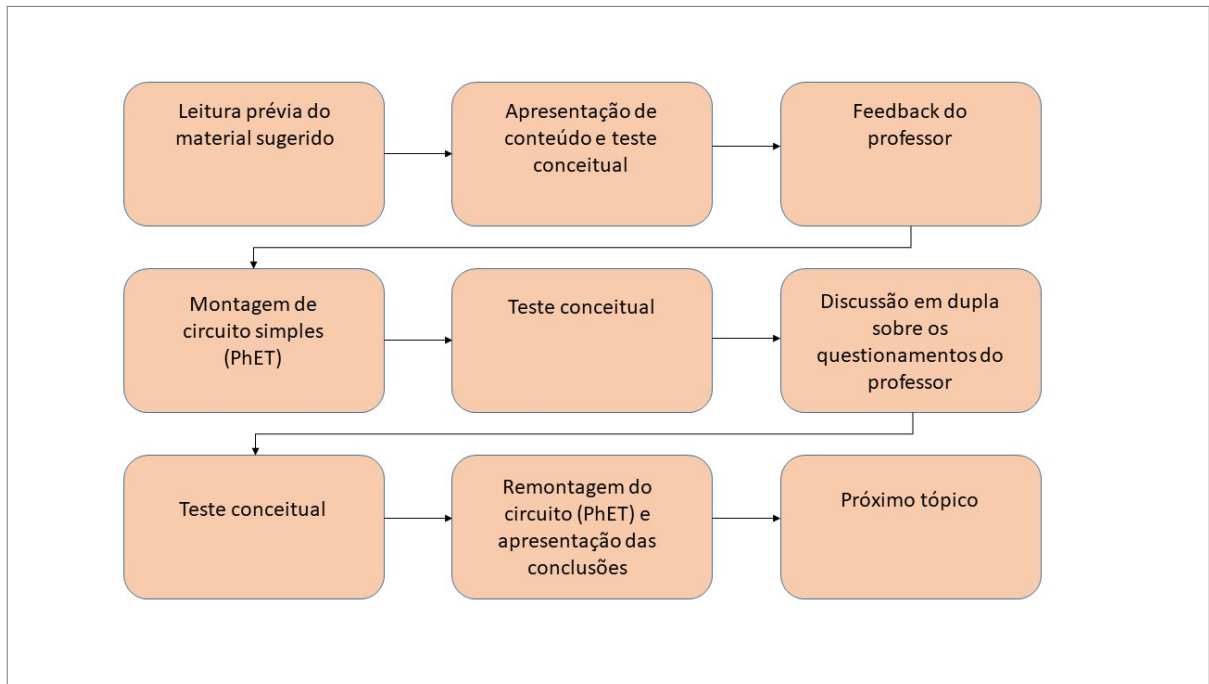 Leitura prévia do
material sugerido
Apresentação de
conteúdo e teste
conceitual
Feedback do
professor
Montagem de
circuito simples
(PhET)
Teste conceitual
Discussão em dupla
sobre os
questionamentos do
professor
Teste conceitual
Remontagem do
circuito (PhET) e
apresentação das
conclusões
Próximo tópico